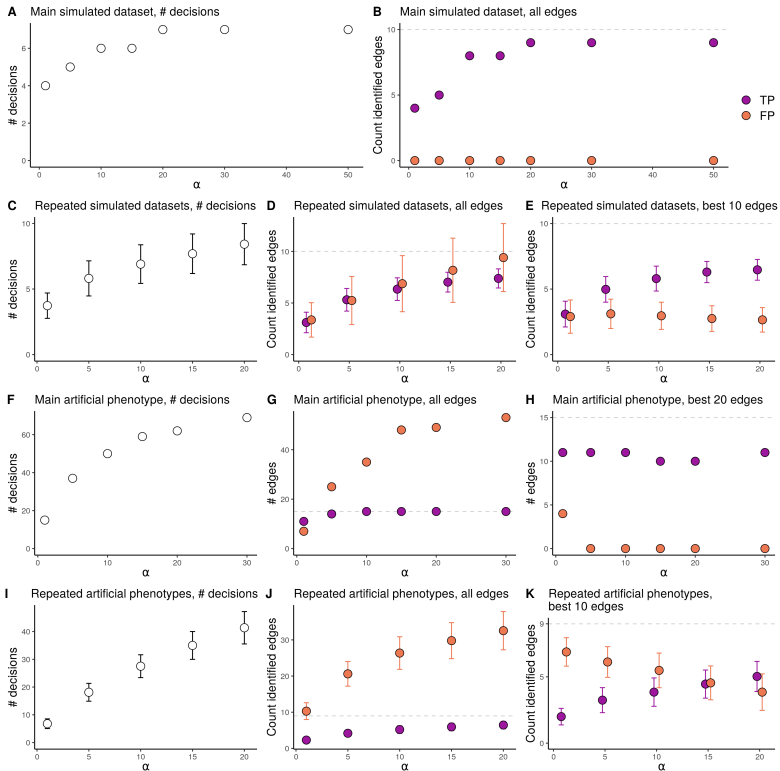 A Main simulated dataset, # decisions
# decisions
6
4
2
0
0 10 20 30 40 50
α
B Main simulated dataset, all edges
Count identified edges
10
5
0
0 10 20 30 40 50
α
TP
FP
C Repeated simulated datasets, # decisions
# decisions
10
5
0
0 5 10 15 20
α
D Repeated simulated datasets, all edges
Count identified edges
10
5
0
0 5 10 15 20
α
E Repeated simulated datasets, best 10 edges
Count identified edges
10
5
0
0 5 10 15 20
α
F Main artificial phenotype, # decisions
# decisions
60
40
20
0
0 10 20 30
α
G Main artificial phenotype, all edges
# edges
40
20
0
0 10 20 30
α
H Main artificial phenotype, best 20 edges
# edges
15
10
5
0
0 10 20 30
α
I Repeated artificial phenotypes, # decisions
# decisions
40
30
20
10
0
0 5 10 15 20
α
J Repeated artificial phenotypes, all edges
Count identified edges
30
20
10
0
0 5 10 15 20
α
K Repeated artificial phenotypes,
best 10 edges
Count identified edges
9
5
0
0 5 10 15 20
α